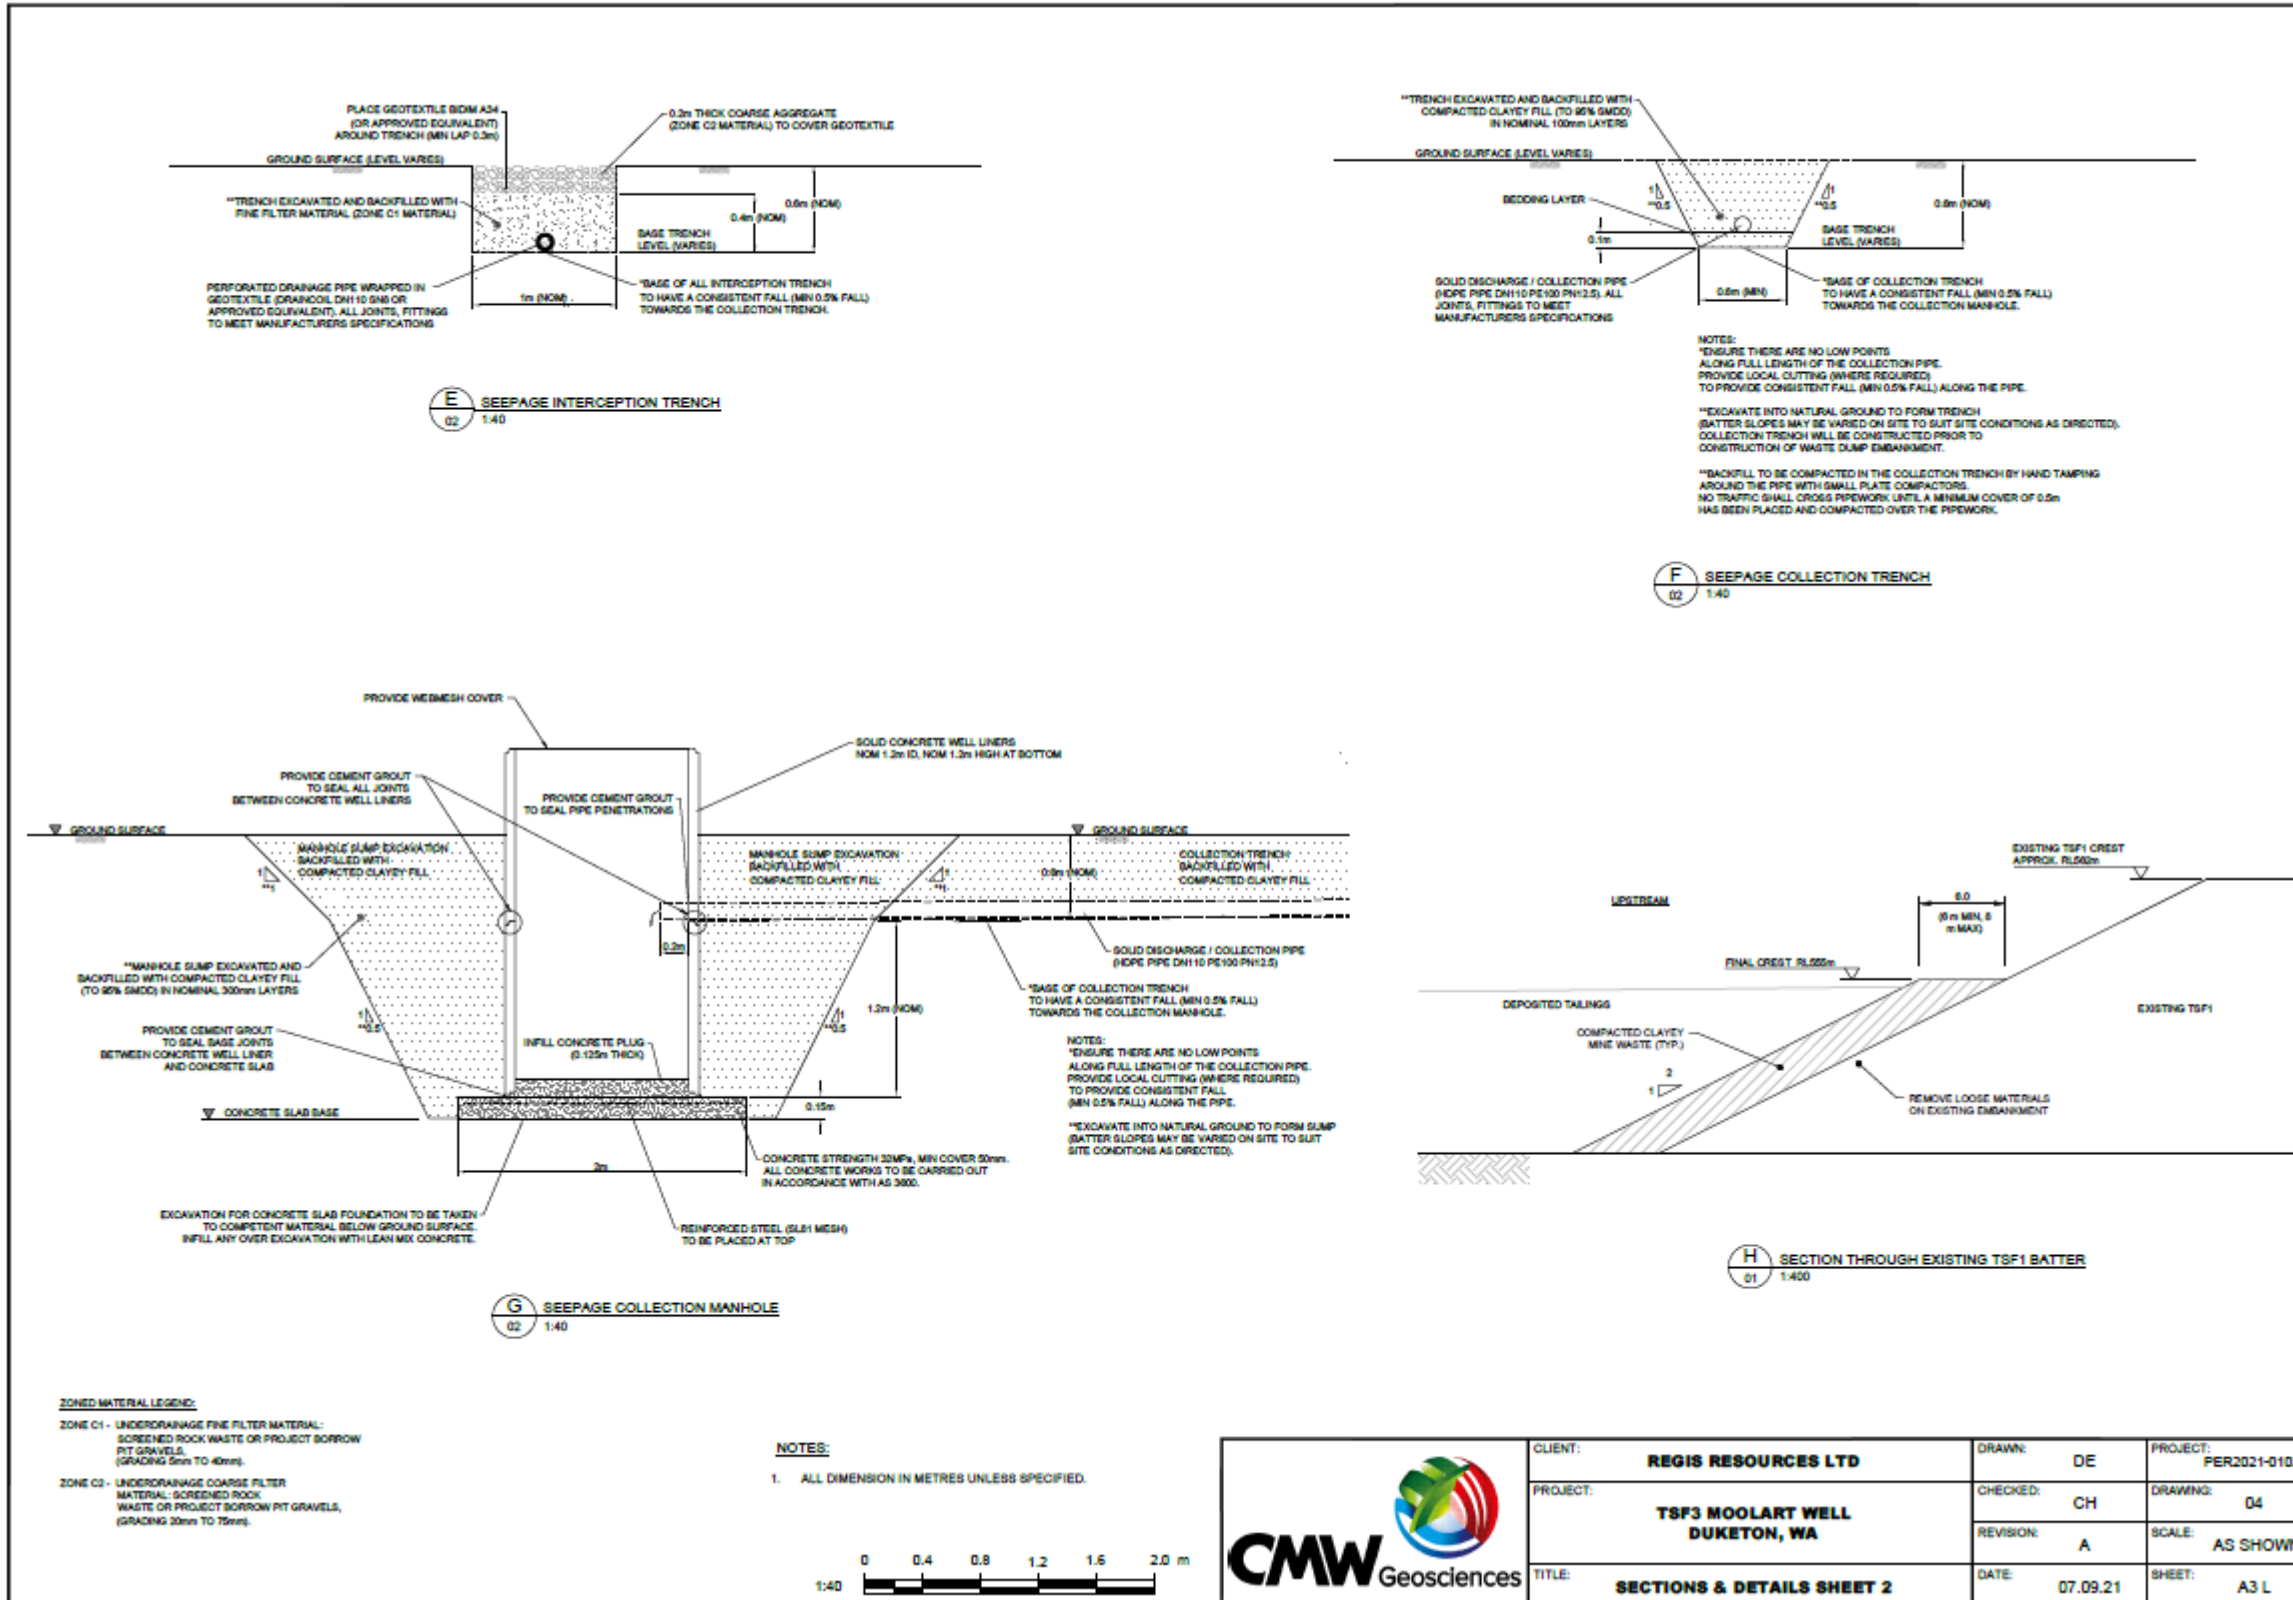 PLACE GEOTEXTILE BIDIM A34
(OR APPROVED EQUIVALENT)
AROUND TRENCH (MIN LAP 0.3m)
0.2m THICK COARSE AGGREGATE
(ZONE C2 MATERIAL) TO COVER GEOTEXTILE
GROUND SURFACE (LEVEL VARIES)
**TRENCH EXCAVATED AND BACKFILLED WITH
FINE FILTER MATERIAL (ZONE C1 MATERIAL)
0.6m (NOM)
0.4m (NOM)
BASE TRENCH
LEVEL (VARIES)
PERFORATED DRAINAGE PIPE WRAPPED IN
GEOTEXTILE (DRAINCOIL DN110 SN8 OR
APPROVED EQUIVALENT). ALL JOINTS, FITTINGS
TO MEET MANUFACTURERS SPECIFICATIONS
1m (NOM)
*BASE OF ALL INTERCEPTION TRENCH
TO HAVE A CONSISTENT FALL (MIN 0.5% FALL)
TOWARDS THE COLLECTION TRENCH.
E
02
SEEPAGE INTERCEPTION TRENCH
1:40
**TRENCH EXCAVATED AND BACKFILLED WITH
COMPACTED CLAYEY FILL (TO 95% SMDD)
IN NOMINAL 100mm LAYERS
GROUND SURFACE (LEVEL VARIES)
1
**0.5
1
**0.5
BEDDING LAYER
0.1m
BASE TRENCH
LEVEL (VARIES)
SOLID DISCHARGE / COLLECTION PIPE
(HDPE PIPE DN110 PE100 PN12.5). ALL
JOINTS, FITTINGS TO MEET
MANUFACTURERS SPECIFICATIONS
0.6m (MIN)
*BASE OF COLLECTION TRENCH
TO HAVE A CONSISTENT FALL (MIN 0.5% FALL)
TOWARDS THE COLLECTION MANHOLE.
NOTES:
*ENSURE THERE ARE NO LOW POINTS
ALONG FULL LENGTH OF THE COLLECTION PIPE.
PROVIDE LOCAL CUTTING (WHERE REQUIRED)
TO PROVIDE CONSISTENT FALL (MIN 0.5% FALL) ALONG THE PIPE.
**EXCAVATE INTO NATURAL GROUND TO FORM TRENCH
(BATTER SLOPES MAY BE VARIED ON SITE TO SUIT SITE CONDITIONS AS DIRECTED).
COLLECTION TRENCH WILL BE CONSTRUCTED PRIOR TO
CONSTRUCTION OF WASTE DUMP EMBANKMENT.
**BACKFILL TO BE COMPACTED IN THE COLLECTION TRENCH BY HAND TAMPING
AROUND THE PIPE WITH SMALL PLATE COMPACTORS.
NO TRAFFIC SHALL CROSS PIPEWORK UNTIL A MINIMUM COVER OF 0.5m
HAS BEEN PLACED AND COMPACTED OVER THE PIPEWORK.
F
02
SEEPAGE COLLECTION TRENCH
1:40
PROVIDE WEBMESH COVER
SOLID CONCRETE WELL LINERS
NOM 1.2m ID, NOM 1.2m HIGH AT BOTTOM
PROVIDE CEMENT GROUT
TO SEAL ALL JOINTS
BETWEEN CONCRETE WELL LINERS
PROVIDE CEMENT GROUT
TO SEAL PIPE PENETRATIONS
GROUND SURFACE
GROUND SURFACE
MANHOLE SUMP EXCAVATION
BACKFILLED WITH
COMPACTED CLAYEY FILL
MANHOLE SUMP EXCAVATION
BACKFILLED WITH
COMPACTED CLAYEY FILL
COLLECTION TRENCH
BACKFILLED WITH
COMPACTED CLAYEY FILL
1
**1
1
**1
0.2m
SOLID DISCHARGE / COLLECTION PIPE
(HDPE PIPE DN110 PE100 PN12.5)
**MANHOLE SUMP EXCAVATED AND
BACKFILLED WITH COMPACTED CLAYEY FILL
(TO 95% SMDD) IN NOMINAL 300mm LAYERS
1
**0.5
1
**0.5
1.2m (NOM)
*BASE OF COLLECTION TRENCH
TO HAVE A CONSISTENT FALL (MIN 0.5% FALL)
TOWARDS THE COLLECTION MANHOLE.
PROVIDE CEMENT GROUT
TO SEAL BASE JOINTS
BETWEEN CONCRETE WELL LINER
AND CONCRETE SLAB
INFILL CONCRETE PLUG
(0.125m THICK)
NOTES:
*ENSURE THERE ARE NO LOW POINTS
ALONG FULL LENGTH OF THE COLLECTION PIPE.
PROVIDE LOCAL CUTTING (WHERE REQUIRED)
TO PROVIDE CONSISTENT FALL
(MIN 0.5% FALL) ALONG THE PIPE.
**EXCAVATE INTO NATURAL GROUND TO FORM SUMP
(BATTER SLOPES MAY BE VARIED ON SITE TO SUIT
SITE CONDITIONS AS DIRECTED).
CONCRETE SLAB BASE
0.15m
2m
CONCRETE STRENGTH 32MPa, MIN COVER 50mm.
ALL CONCRETE WORKS TO BE CARRIED OUT
IN ACCORDANCE WITH AS 3600.
EXCAVATION FOR CONCRETE SLAB FOUNDATION TO BE TAKEN
TO COMPETENT MATERIAL BELOW GROUND SURFACE.
INFILL ANY OVER EXCAVATION WITH LEAN MIX CONCRETE.
REINFORCED STEEL (SL81 MESH)
TO BE PLACED AT TOP
G
02
SEEPAGE COLLECTION MANHOLE
1:40
EXISTING TSF1 CREST
APPROX. RL562m
UPSTREAM
6.0
(6 m MIN, 8
m MAX)
FINAL CREST RL555m
DEPOSITED TAILINGS
EXISTING TSF1
COMPACTED CLAYEY
MINE WASTE (TYP.)
2
1
REMOVE LOOSE MATERIALS
ON EXISTING EMBANKMENT
H
01
SECTION THROUGH EXISTING TSF1 BATTER
1:400
ZONED MATERIAL LEGEND:
ZONE C1 - UNDERDRAINAGE FINE FILTER MATERIAL:
SCREENED ROCK WASTE OR PROJECT BORROW
PIT GRAVELS,
(GRADING 5mm TO 40mm).
ZONE C2 - UNDERDRAINAGE COARSE FILTER
MATERIAL: SCREENED ROCK
WASTE OR PROJECT BORROW PIT GRAVELS,
(GRADING 20mm TO 75mm).
NOTES:
1. ALL DIMENSION IN METRES UNLESS SPECIFIED.
0 0.4 0.8 1.2 1.6 2.0 m
1:40
CMW Geosciences
CLIENT:
REGIS RESOURCES LTD
PROJECT:
TSF3 MOOLART WELL
DUKETON, WA
TITLE:
SECTIONS & DETAILS SHEET 2
DRAWN:
DE
PROJECT:
PER2021-010
CHECKED:
CH
DRAWING:
04
REVISION:
A
SCALE:
AS SHOWN
DATE:
07.09.21
SHEET:
A3 L